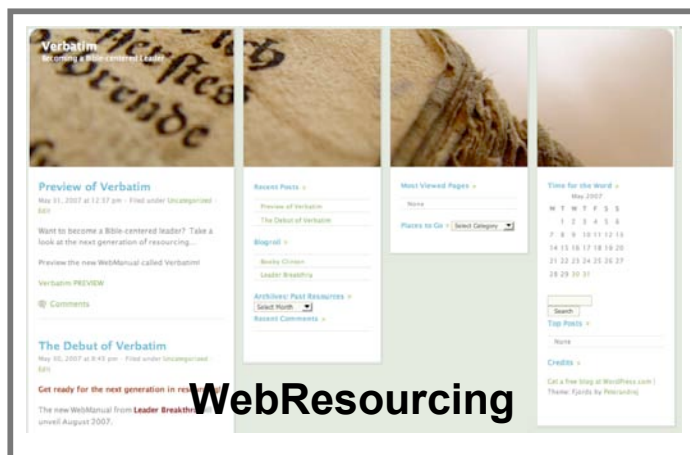 Verbatim
Becoming a Bible-centered Leader
Preview of Verbatim
May 31, 2007 at 12:37 pm · Filed under Uncategorized ·
Edit
Want to become a Bible-centered leader? Take a
look at the next generation of resourcing...
Preview the new WebManual called Verbatim!
Verbatim PREVIEW
Comments
The Debut of Verbatim
May 30, 2007 at 8:45 pm · Filed under Uncategorized ·
Edit
Get ready for the next generation in
The new WebManual from Leader
unveil August 2007.
Recent Posts »
Preview of Verbatim
The Debut of Verbatim
Blogroll »
Bobby Clinton
Leader Breakthru
Archives: Past Resources »
Select Month
Recent Comments »
Most Viewed Pages »
None
Places to Go » Select Category
Time for the Word »
May 2007
M T W T F S S
1 2 3 4 5 6
7 8 9 10 11 12 13
14 15 16 17 18 19 20
21 22 23 24 25 26 27
28 29 30 31
Search
Top Posts »
None
Credits »
Get a free blog at WordPress.com |
Theme: Fjords by Peterandrej
WebResourcing